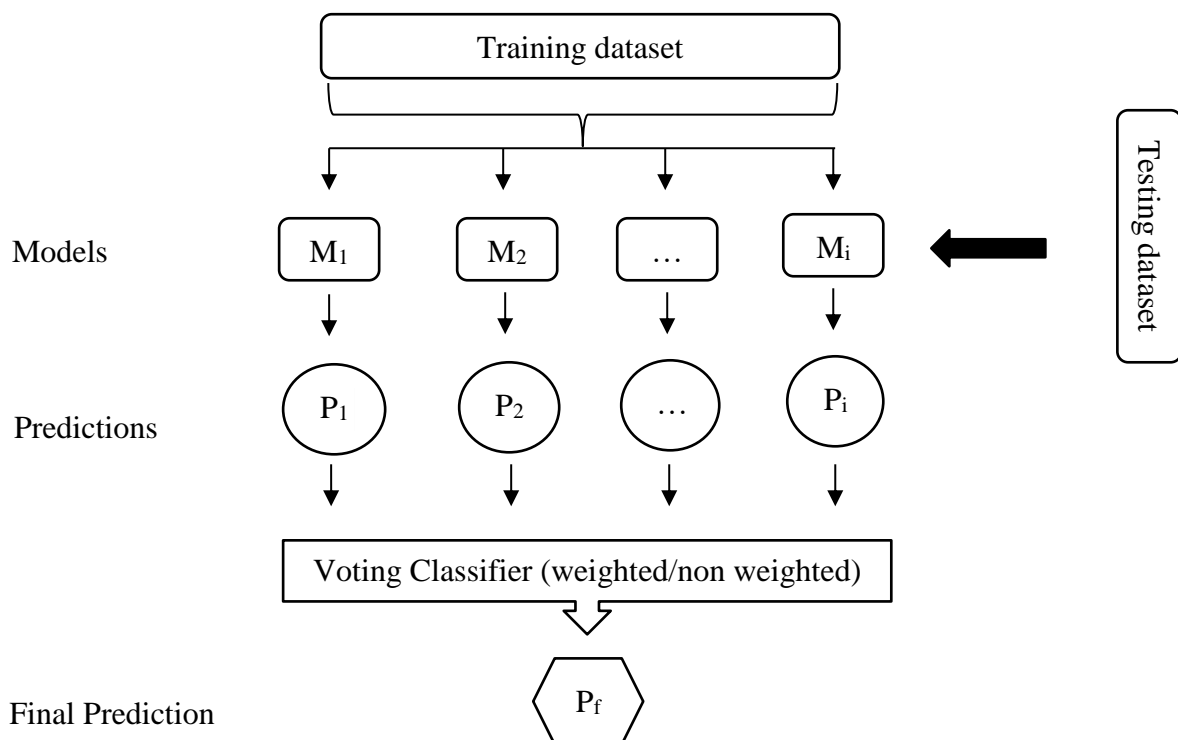 Training dataset
Testing dataset
Models
M₁
M₂
…
Mᵢ
Predictions
P₁
P₂
…
Pᵢ
Voting Classifier (weighted/non weighted)
Final Prediction
P_f